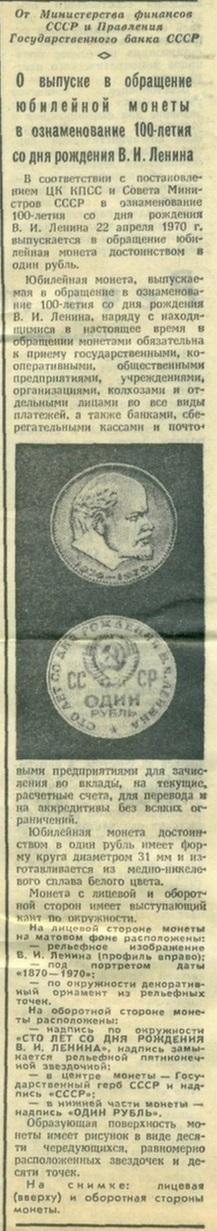 От Министерства финансов
СССР и Правления
Государственного банка СССР
О выпуске в обращение
юбилейной монеты
в ознаменование 100-летия
со дня рождения В. И. Ленина
В соответствии с постановле-
нием ЦК КПСС и Совета Мини-
стров СССР в ознаменование
100-летия со дня рождения
В. И. Ленина 22 апреля 1970 г.
выпускается в обращение юби-
лейная монета достоинством в
один рубль.
Юбилейная монета, выпускае-
мая в обращение в ознаменова-
ние 100-летия со дня рождения
В. И. Ленина, наряду с находя-
щимися в настоящее время в
обращении монетами обязательна
к приему государственными, ко-
оперативными, общественными
предприятиями, учреждениями,
организациями, колхозами и от-
дельными лицами во все виды
платежей, а также банками, сбе-
регательными кассами и почто-
1870-1970
СТО ЛЕТ СО ДНЯ РОЖДЕНИЯ В. И. ЛЕНИНА
СС СР
ОДИН
РУБЛЬ
выми предприятиями для зачис-
ления во вклады, на текущие,
расчетные счета, для перевода и
на аккредитивы без всяких ог-
раничений.
Юбилейная монета достоин-
ством в один рубль имеет фор-
му круга диаметром 31 мм и из-
готавливается из медно-никеле-
вого сплава белого цвета.
Монета с лицевой и оборот-
ной сторон имеет выступающий
кант по окружности.
На лицевой стороне монеты
на матовом фоне расположены:
— рельефное изображение
В. И. Ленина (профиль вправо);
— под портретом даты
«1870—1970»;
— по окружности декоратив-
ный орнамент из рельефных
точек.
На оборотной стороне моне-
ты расположены:
— надпись по окружности
«СТО ЛЕТ СО ДНЯ РОЖДЕНИЯ
В. И. ЛЕНИНА», надпись замы-
кается рельефной пятиконеч-
ной звездочкой;
— в центре монеты — Госу-
дарственный герб СССР и над-
пись «СССР»;
— в нижней части монеты —
надпись «ОДИН РУБЛЬ».
Образующая поверхность мо-
неты имеет рисунок в виде деся-
ти чередующихся, равномерно
расположенных звездочек и де-
сяти точек.
На снимке: лицевая
(вверху) и оборотная стороны
монеты.